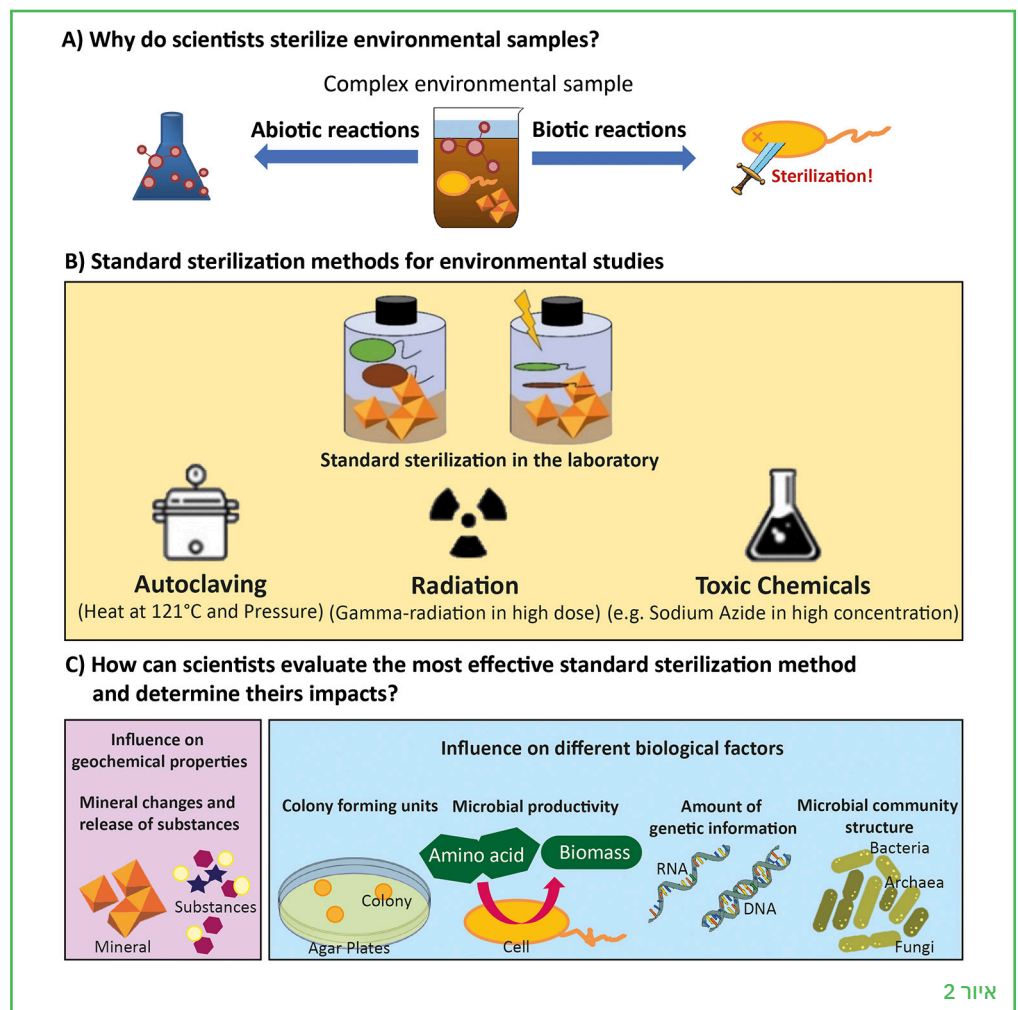 A) Why do scientists sterilize environmental samples?
Complex environmental sample
Abiotic reactions
Biotic reactions
Sterilization!
B) Standard sterilization methods for environmental studies
Standard sterilization in the laboratory
Autoclaving
(Heat at 121°C and Pressure)
Radiation
(Gamma-radiation in high dose)
Toxic Chemicals
(e.g. Sodium Azide in high concentration)
C) How can scientists evaluate the most effective standard sterilization method
and determine theirs impacts?
Influence on
geochemical properties
Mineral changes and
release of substances
Substances
Mineral
Influence on different biological factors
Colony forming units
Colony
Agar Plates
Microbial productivity
Amino acid
Biomass
Cell
Amount of
genetic information
RNA
DNA
Microbial community
structure
Bacteria
Archaea
Fungi
איור 2